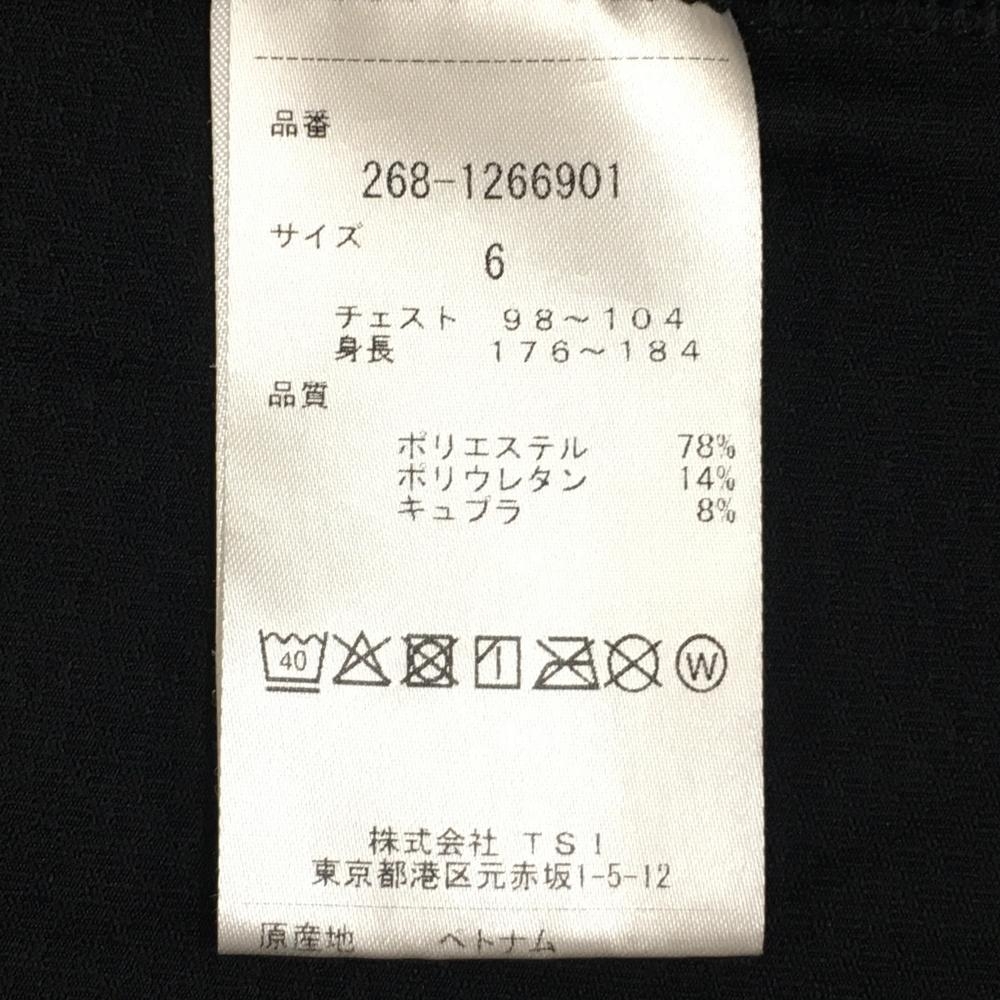 品番
268-1266901
サイズ
6
チェスト 98～104
身長 176～184
品質
ポリエステル 78%
ポリウレタン 14%
キュプラ 8%
40 W
株式会社 TSI
東京都港区元赤坂1-5-12
原産地 ベトナム